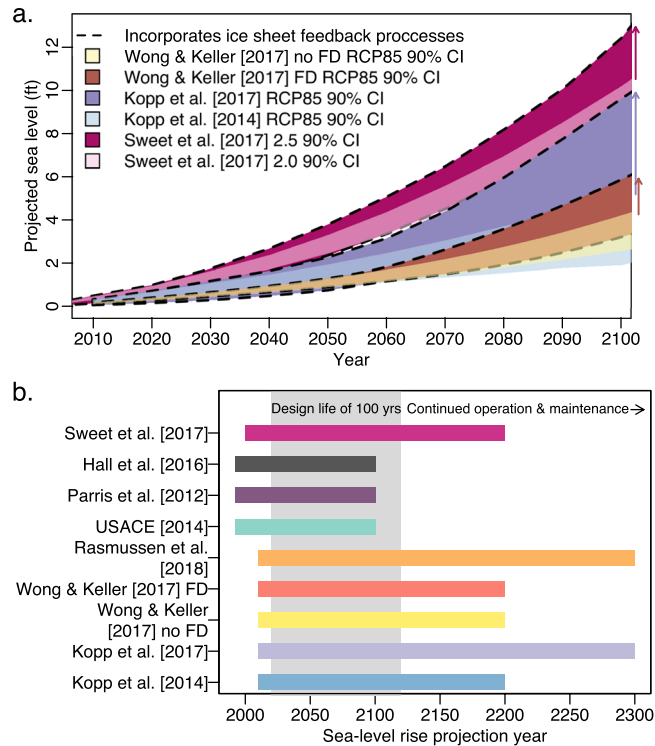 a.
Incorporates ice sheet feedback proccesses
Wong & Keller [2017] no FD RCP85 90% CI
Wong & Keller [2017] FD RCP85 90% CI
Kopp et al. [2017] RCP85 90% CI
Kopp et al. [2014] RCP85 90% CI
Sweet et al. [2017] 2.5 90% CI
Sweet et al. [2017] 2.0 90% CI
Projected sea level (ft)
12
10
8
6
4
2
0
2010 2020 2030 2040 2050 2060 2070 2080 2090 2100
Year
b.
Design life of 100 yrs Continued operation & maintenance
Sweet et al. [2017]
Hall et al. [2016]
Parris et al. [2012]
USACE [2014]
Rasmussen et al.
[2018]
Wong & Keller [2017] FD
Wong & Keller
[2017] no FD
Kopp et al. [2017]
Kopp et al. [2014]
2000 2050 2100 2150 2200 2250 2300
Sea-level rise projection year